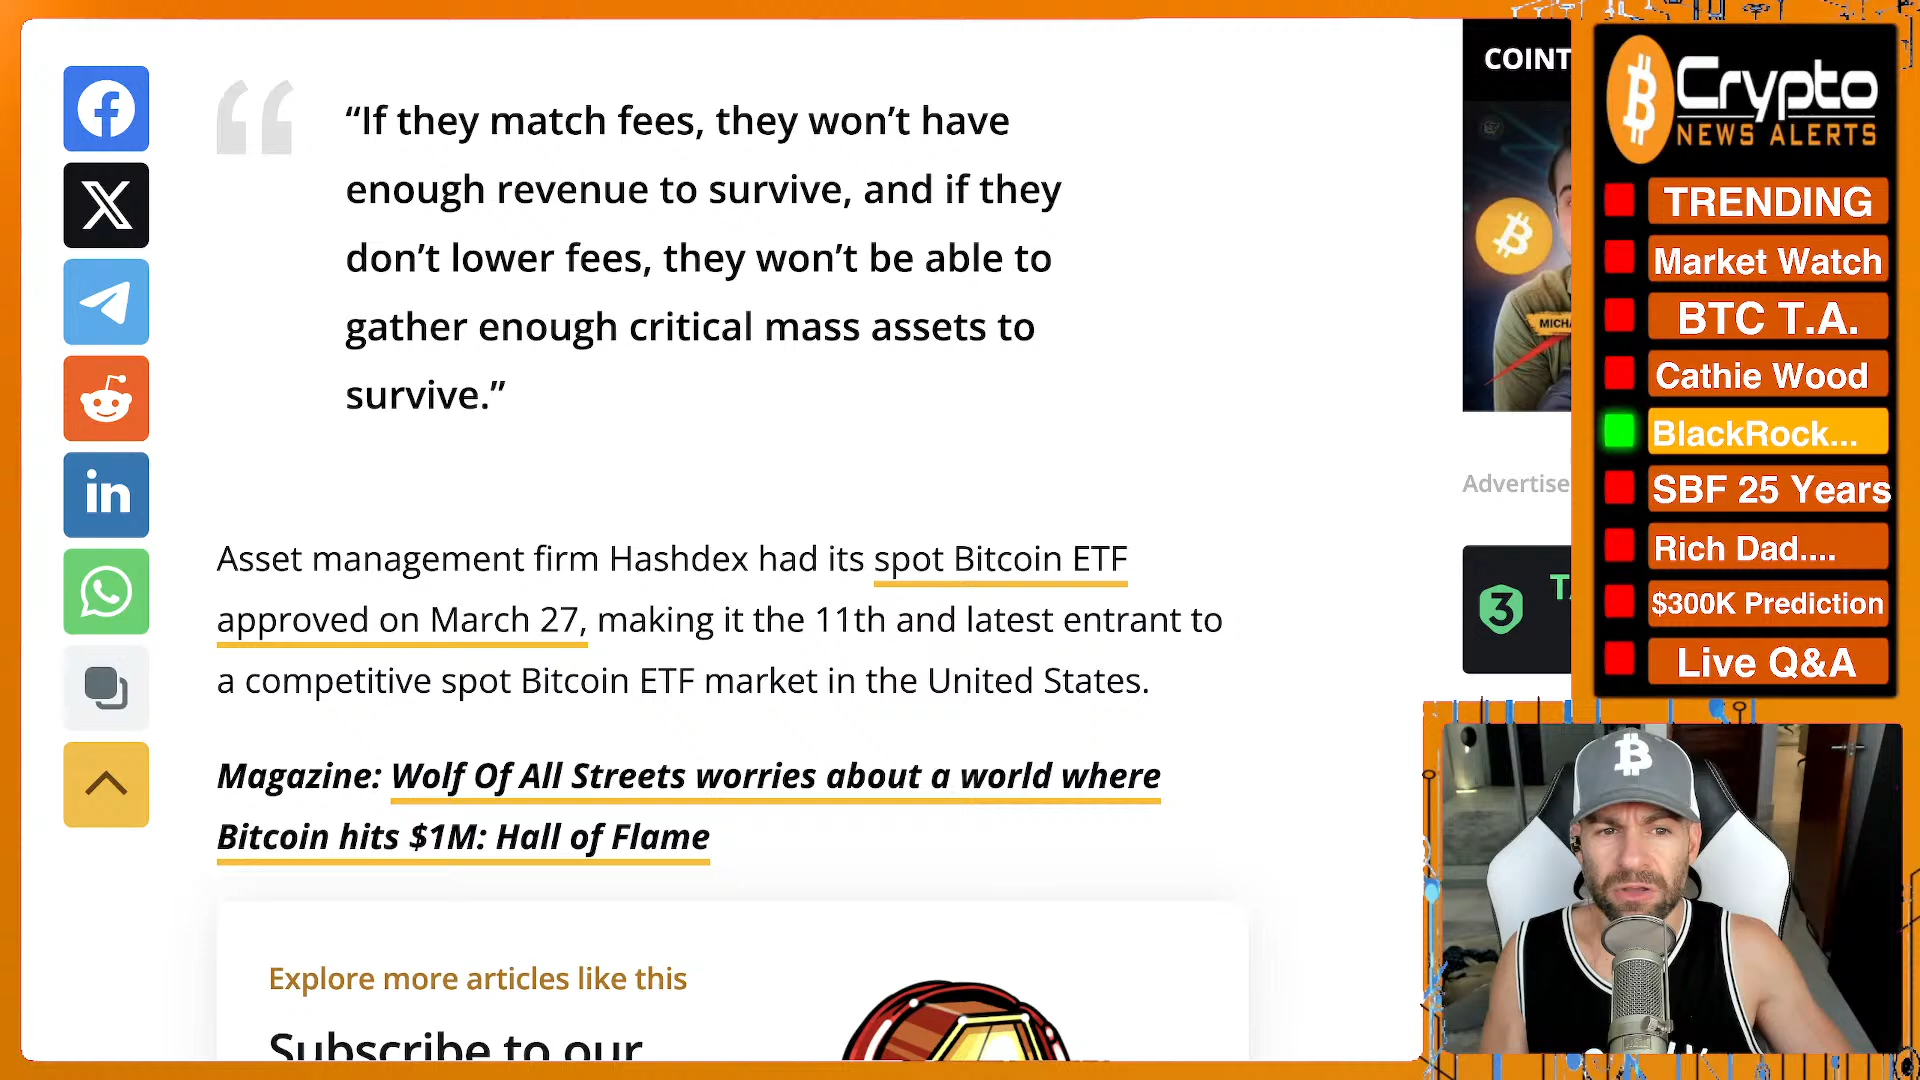 “If they match fees, they won’t have
enough revenue to survive, and if they
don’t lower fees, they won’t be able to
gather enough critical mass assets to
survive.”
Asset management firm Hashdex had its spot Bitcoin ETF
approved on March 27, making it the 11th and latest entrant to
a competitive spot Bitcoin ETF market in the United States.
Magazine: Wolf Of All Streets worries about a world where
Bitcoin hits $1M: Hall of Flame
Explore more articles like this
Subscribe to our
COINT
MICH
Advertise
3
Crypto
NEWS ALERTS
TRENDING
Market Watch
BTC T.A.
Cathie Wood
BlackRock...
SBF 25 Years
Rich Dad....
$300K Prediction
Live Q&A